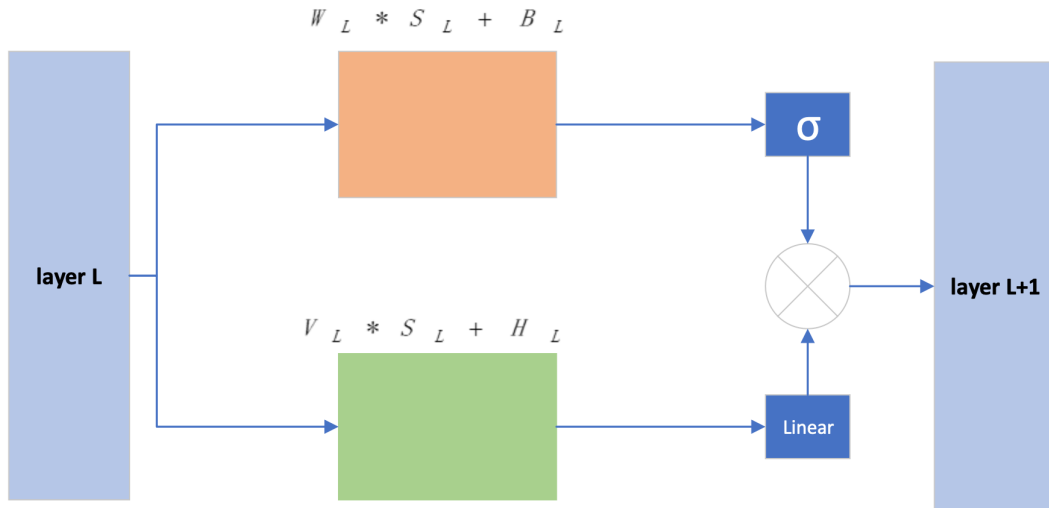 W L * S L + B L
σ
layer L
layer L+1
V L * S L + H L
Linear